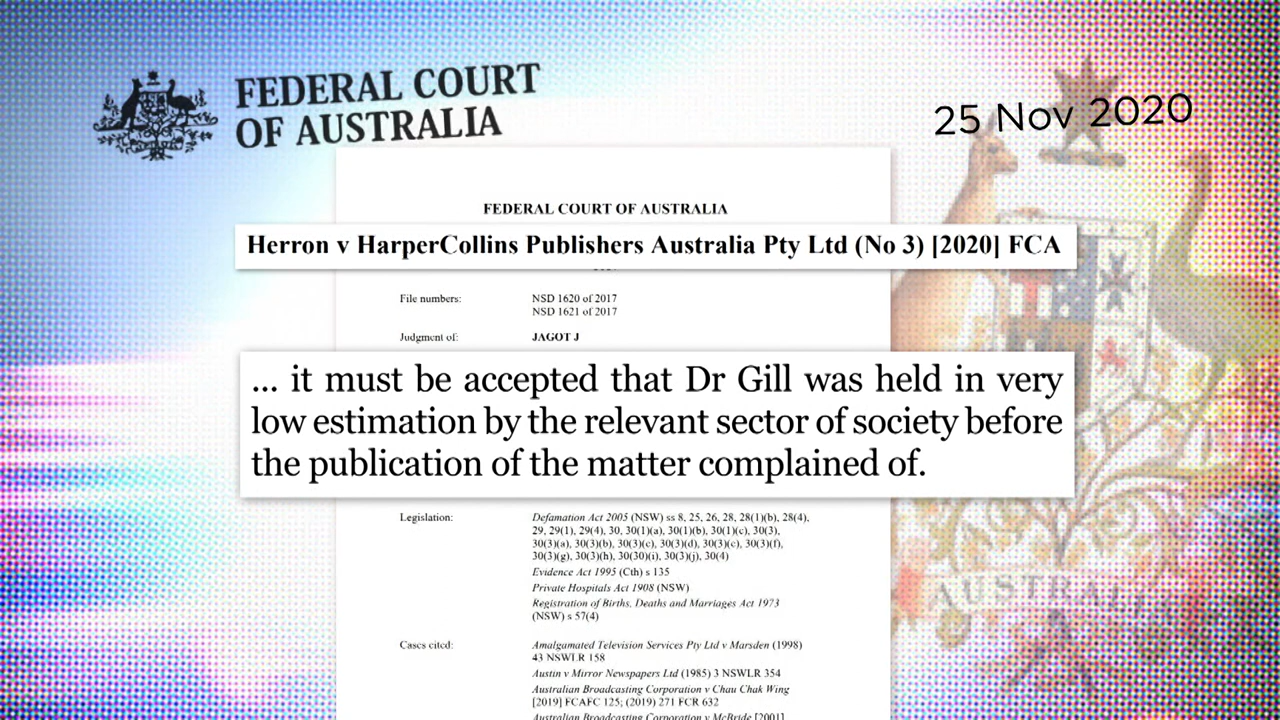 FEDERAL COURT
OF AUSTRALIA
25 Nov 2020
FEDERAL COURT OF AUSTRALIA
Herron v HarperCollins Publishers Australia Pty Ltd (No 3) [2020] FCA
File numbers: NSD 1620 of 2017
NSD 1621 of 2017
Judgment of: JAGOT J
... it must be accepted that Dr Gill was held in very
low estimation by the relevant sector of society before
the publication of the matter complained of.
Legislation: Defamation Act 2005 (NSW) ss 8, 25, 26, 28, 28(1)(b), 28(4),
29, 29(1), 29(4), 30, 30(1)(a), 30(1)(b), 30(1)(c), 30(3),
30(3)(a), 30(3)(b), 30(3)(c), 30(3)(d), 30(3)(e), 30(3)(f),
30(3)(g), 30(3)(h), 30(30)(i), 30(3)(j), 30(4)
Evidence Act 1995 (Cth) s 135
Private Hospitals Act 1908 (NSW)
Registration of Births, Deaths and Marriages Act 1973
(NSW) s 57(4)
Cases cited: Amalgamated Television Services Pty Ltd v Marsden (1998)
43 NSWLR 158
Austin v Mirror Newspapers Ltd (1985) 3 NSWLR 354
Australian Broadcasting Corporation v Chau Chak Wing
[2019] FCAFC 125; (2019) 271 FCR 632
Australian Broadcasting Corporation v McBride [2001]
AUSTRALIA